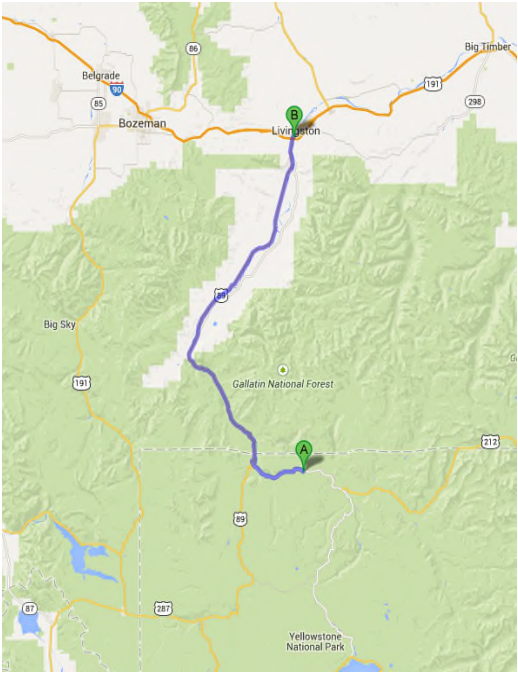 86
Big Timber
Belgrade
90
191
85
298
B
Bozeman
Livingston
89
Big Sky
191
Gallatin National Forest
A
212
89
87
287
Yellowstone
National Park